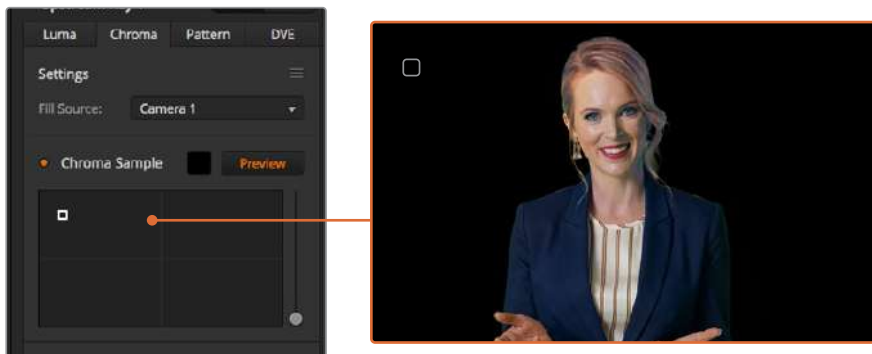 Luma Chroma Pattern DVE
Settings
Fill Source: Camera 1
Chroma Sample Preview